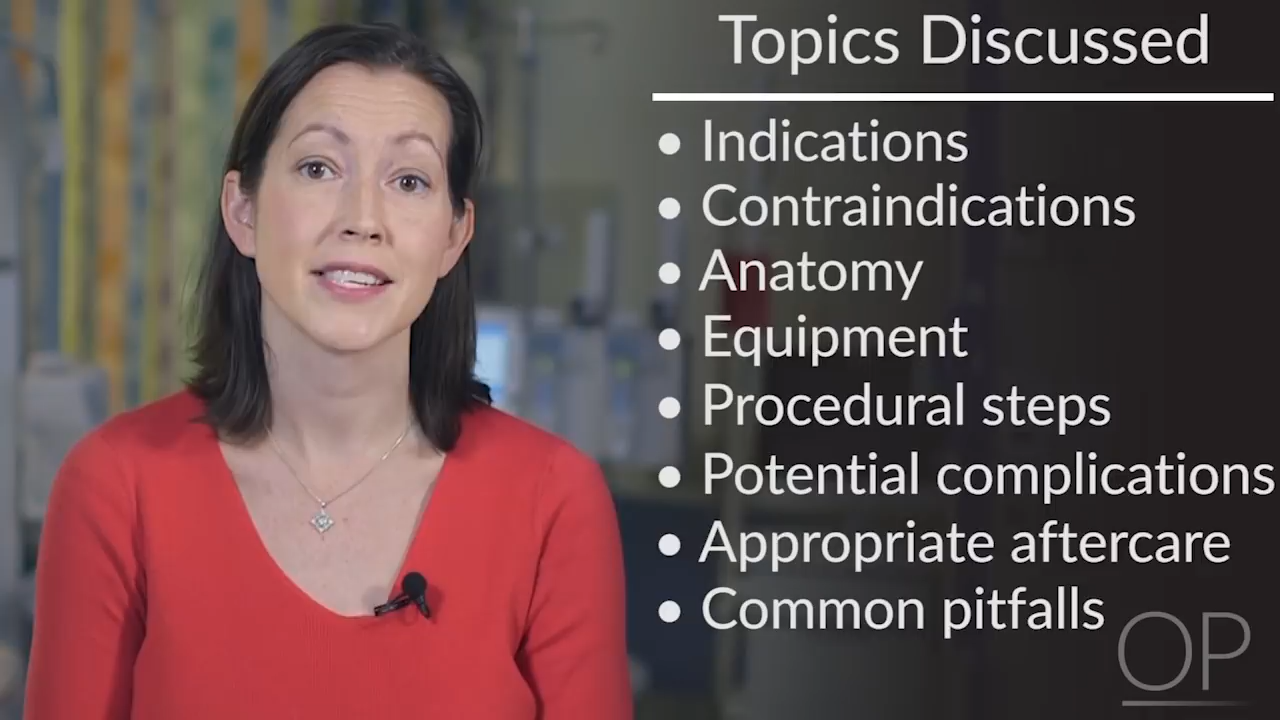 Topics Discussed
• Indications
• Contraindications
• Anatomy
• Equipment
• Procedural steps
• Potential complications
• Appropriate aftercare
• Common pitfalls
OP